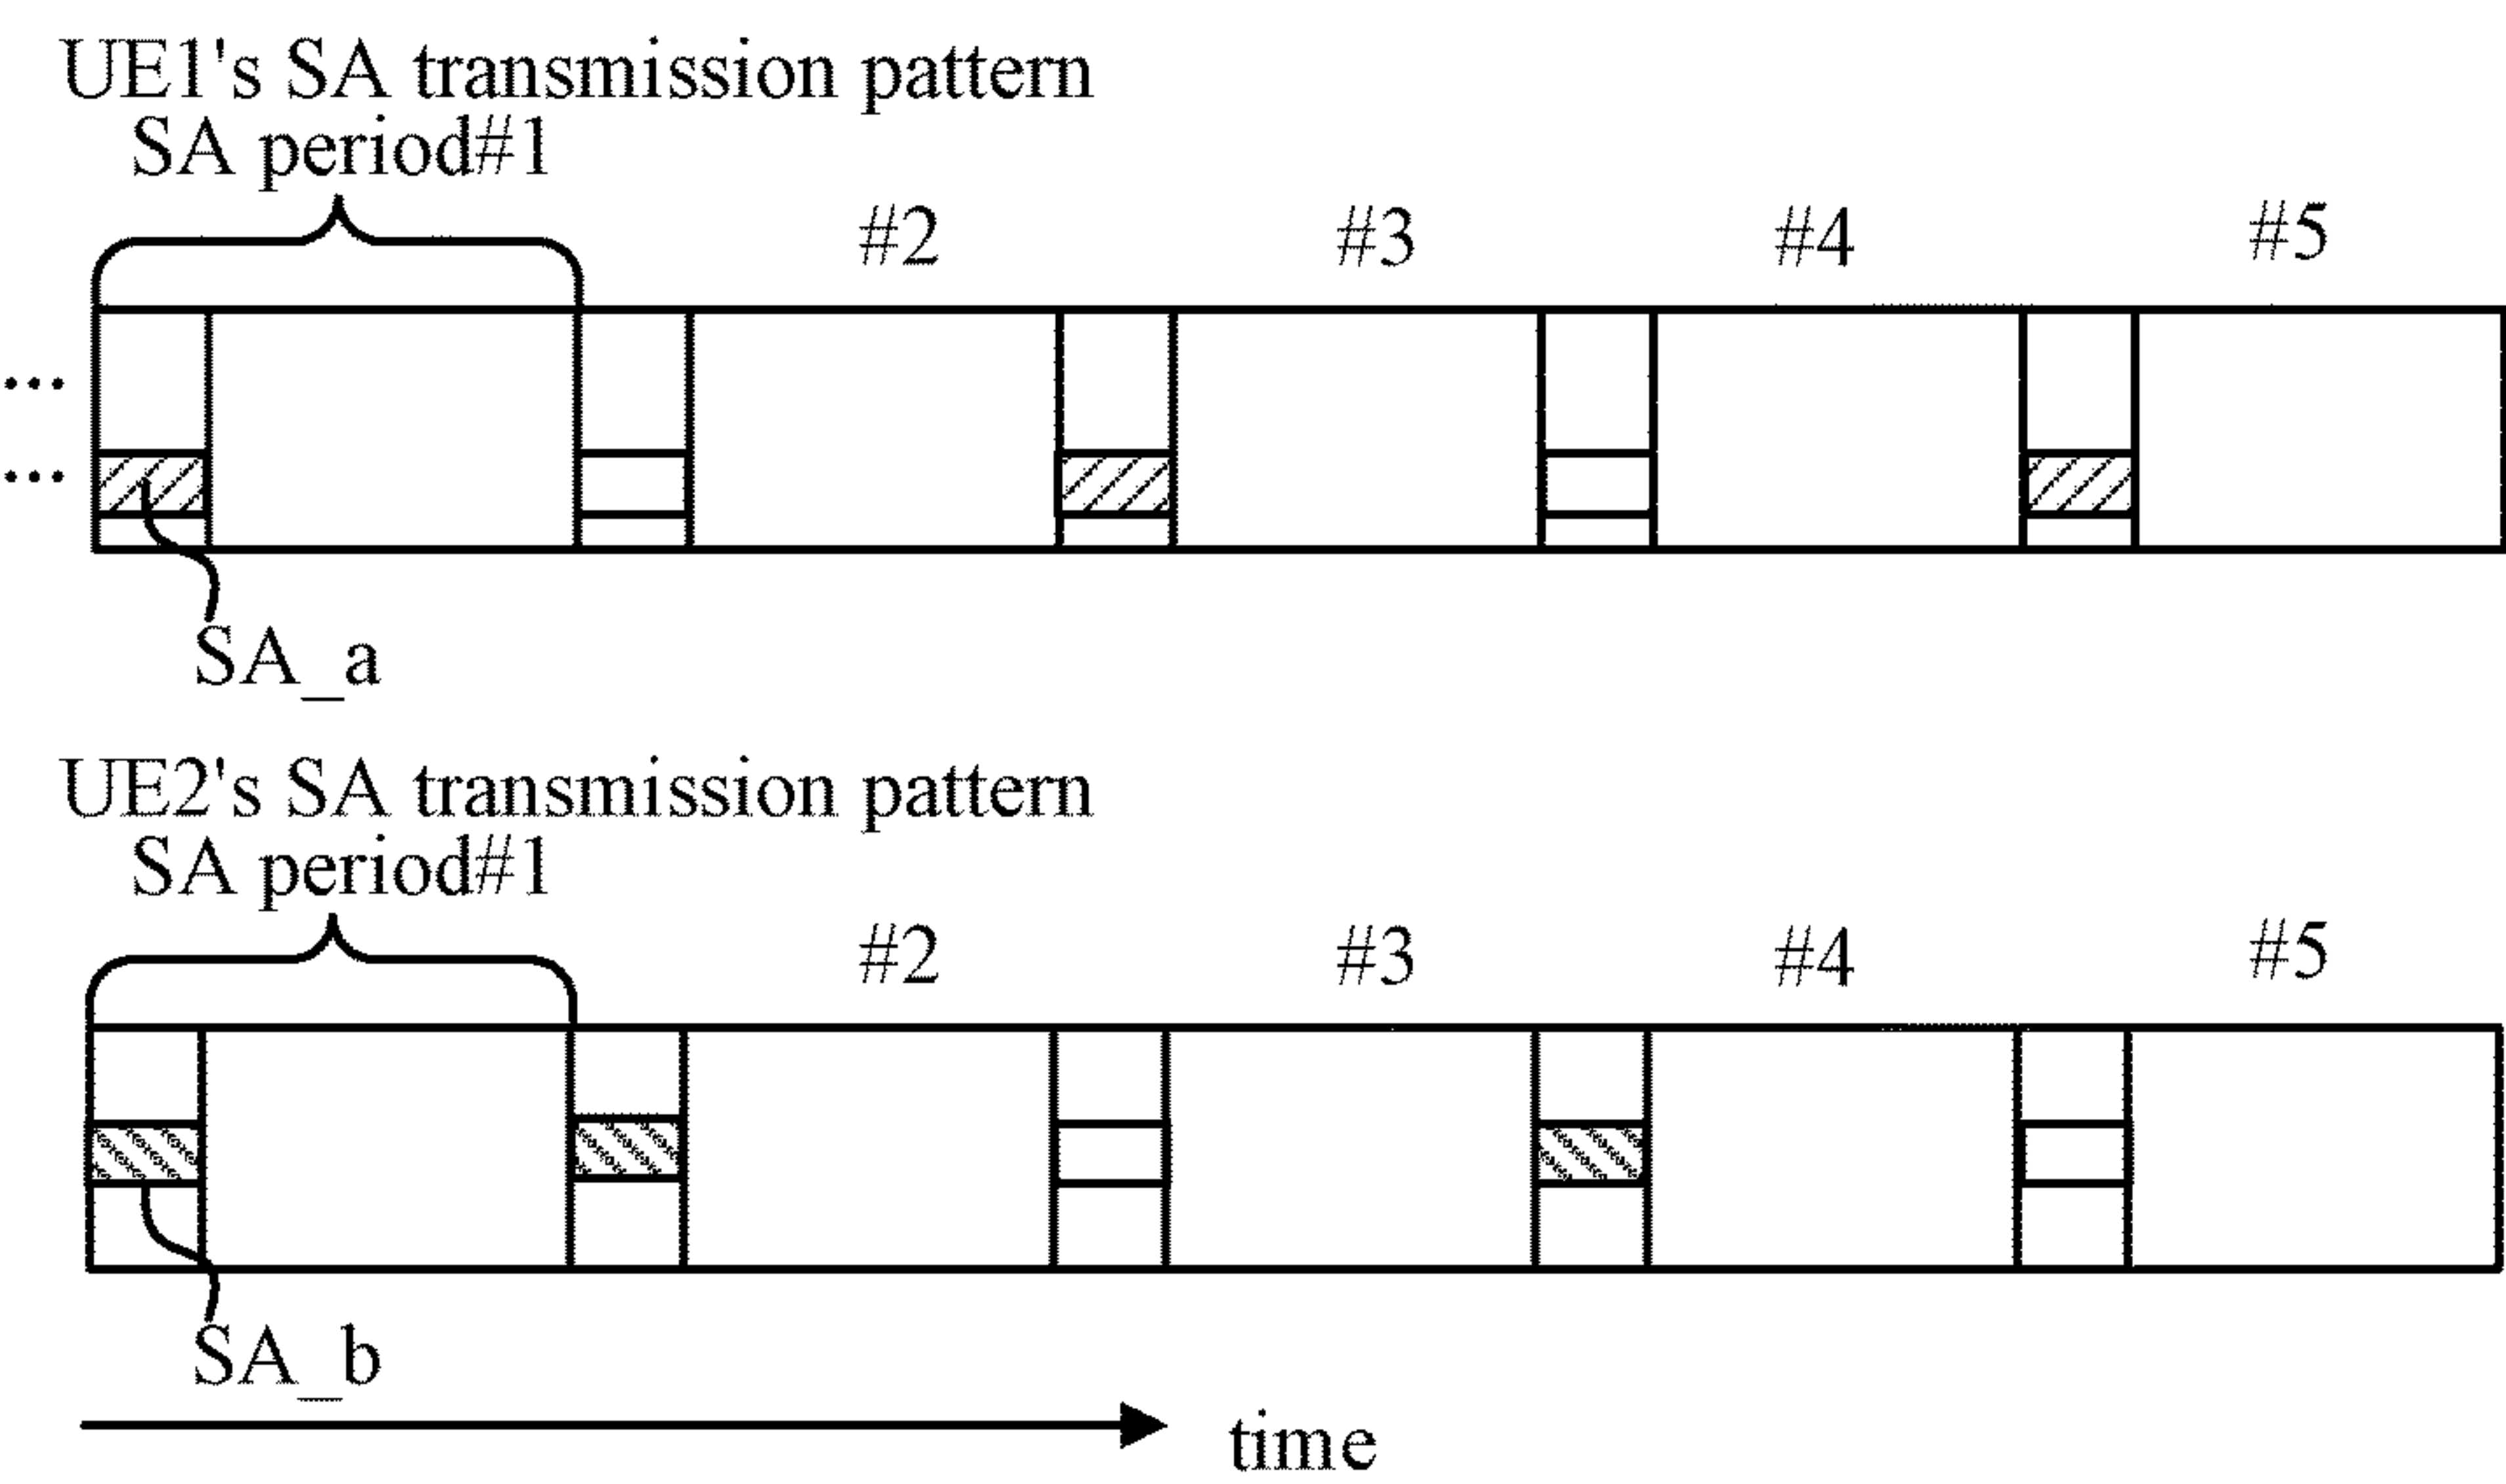 UE1's SA transmission pattern
SA period#1
#2 #3 #4 #5
...
...
SA_a
UE2's SA transmission pattern
SA period#1
#2 #3 #4 #5
SA_b
time